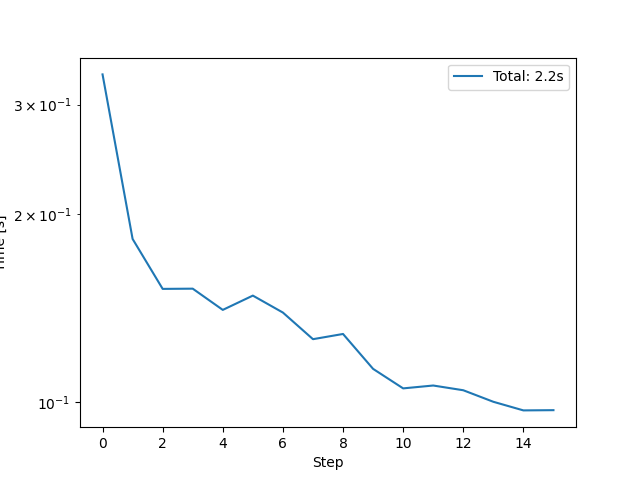 Total: 2.2s
3 × 10⁻¹
2 × 10⁻¹
10⁻¹
Time [s]
0 2 4 6 8 10 12 14
Step